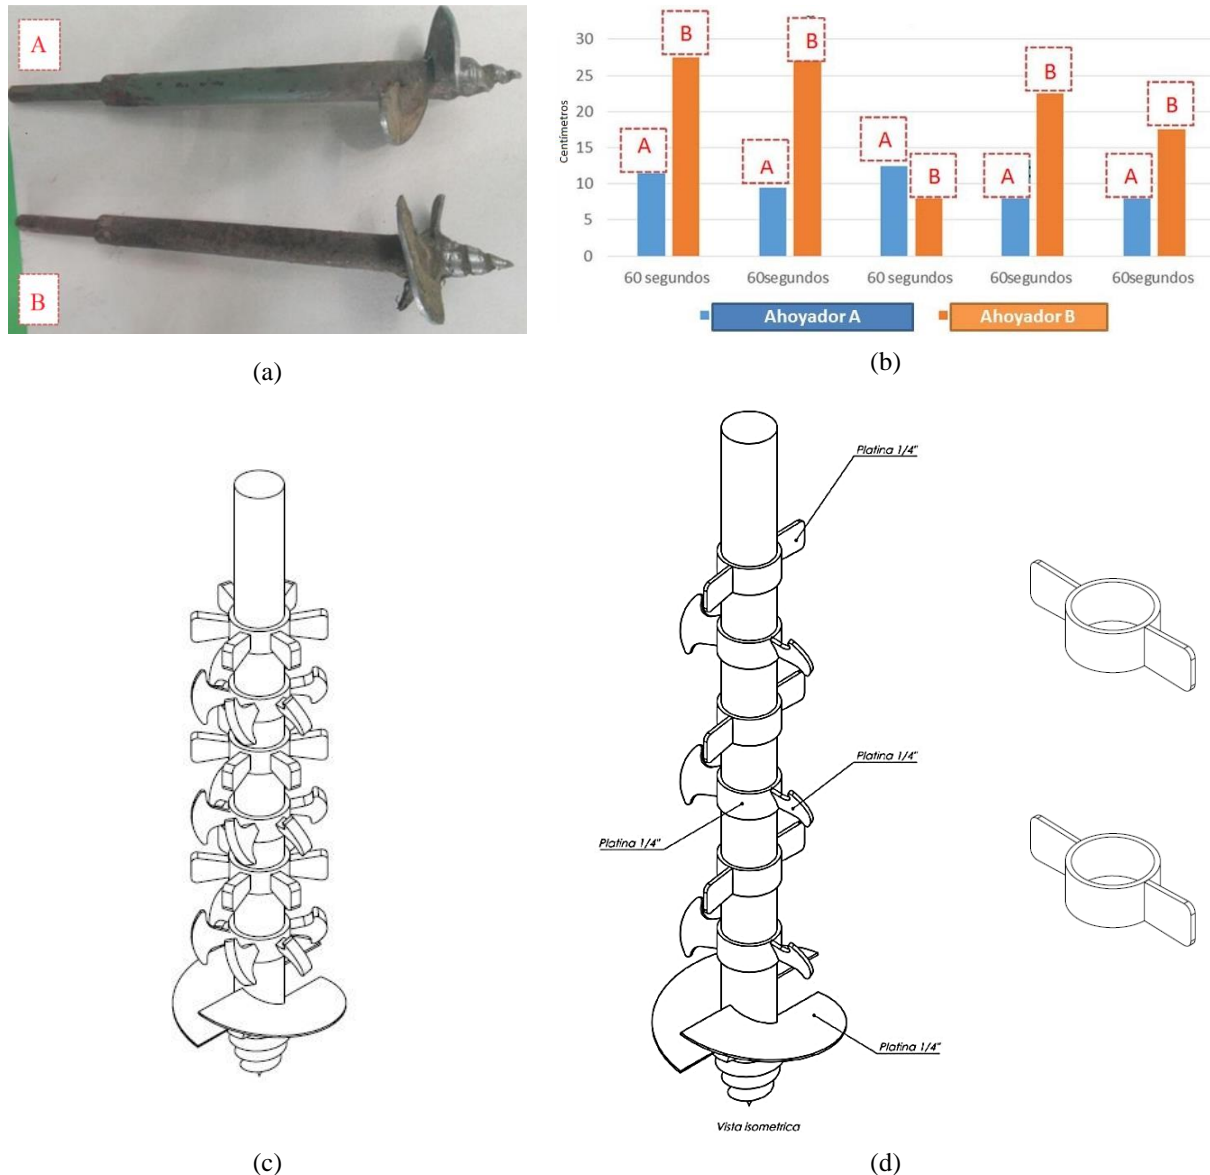 A
B
30
25
20
15
10
5
0
Centímetros
A
B
A
B
A
B
A
B
A
B
60 segundos
60segundos
60 segundos
60segundos
60segundos
Ahoyador A
Ahoyador B
(a)
(b)
Platina 1/4"
Platina 1/4"
Platina 1/4"
Platina 1/4"
Vista isometrica
(c)
(d)